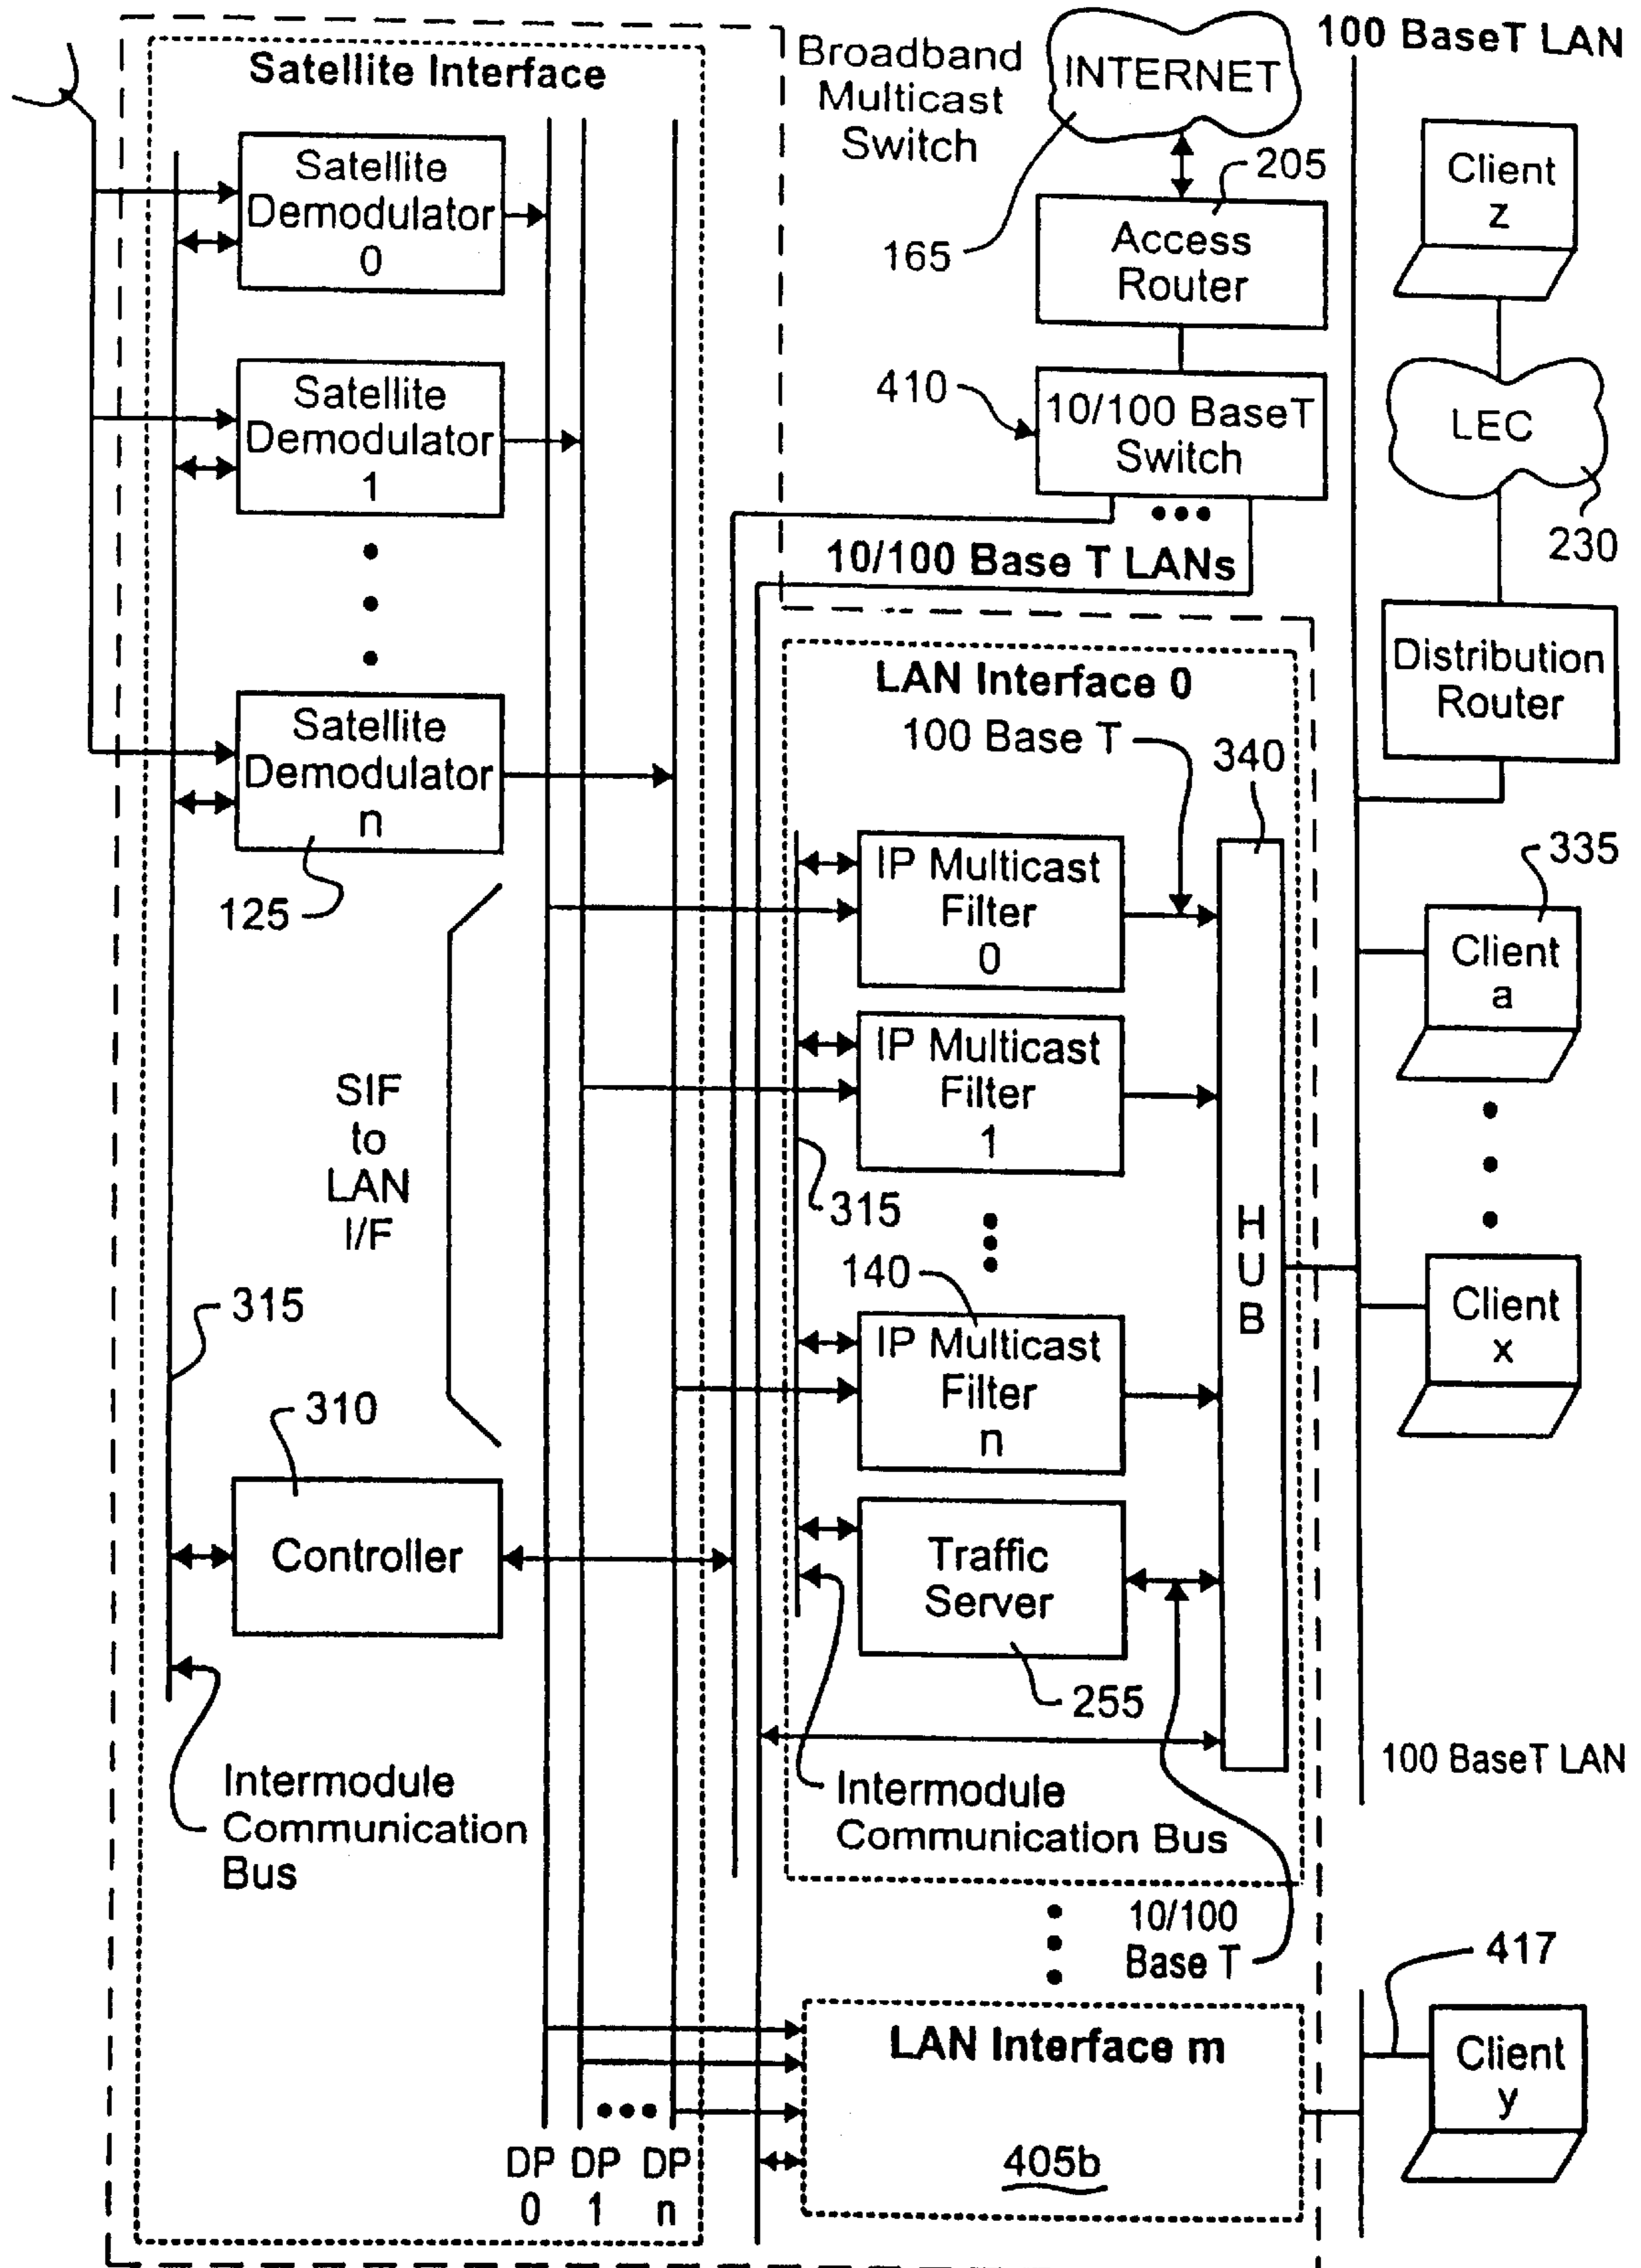 Satellite Interface
Broadband
Multicast
Switch
INTERNET
100 BaseT LAN
165
205
Access
Router
410
10/100 BaseT
Switch
10/100 Base T LANs
Client
z
LEC
230
Distribution
Router
Satellite
Demodulator
0
Satellite
Demodulator
1
Satellite
Demodulator
n
125
SIF
to
LAN
I/F
315
310
Controller
Intermodule
Communication
Bus
DP
0
DP
1
DP
n
LAN Interface 0
100 Base T
340
IP Multicast
Filter
0
IP Multicast
Filter
1
315
140
IP Multicast
Filter
n
Traffic
Server
255
HUB
Intermodule
Communication Bus
10/100
Base T
335
Client
a
Client
x
100 BaseT LAN
LAN Interface m
405b
417
Client
y